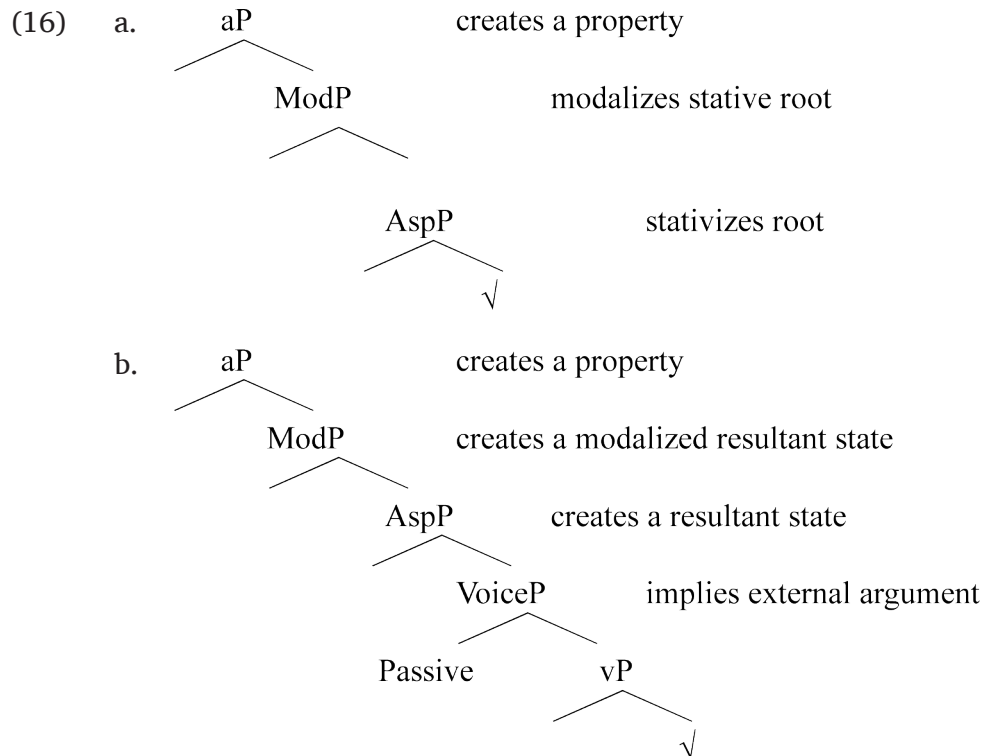 (16) a. aP creates a property
ModP modalizes stative root
AspP stativizes root
√
b. aP creates a property
ModP creates a modalized resultant state
AspP creates a resultant state
VoiceP implies external argument
Passive vP
√